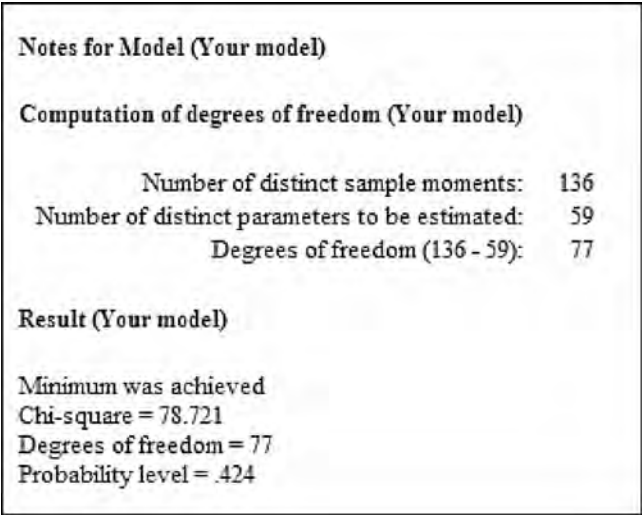 Notes for Model (Your model)
Computation of degrees of freedom (Your model)
Number of distinct sample moments: 136
Number of distinct parameters to be estimated: 59
Degrees of freedom (136 - 59): 77
Result (Your model)
Minimum was achieved
Chi-square = 78.721
Degrees of freedom = 77
Probability level = .424